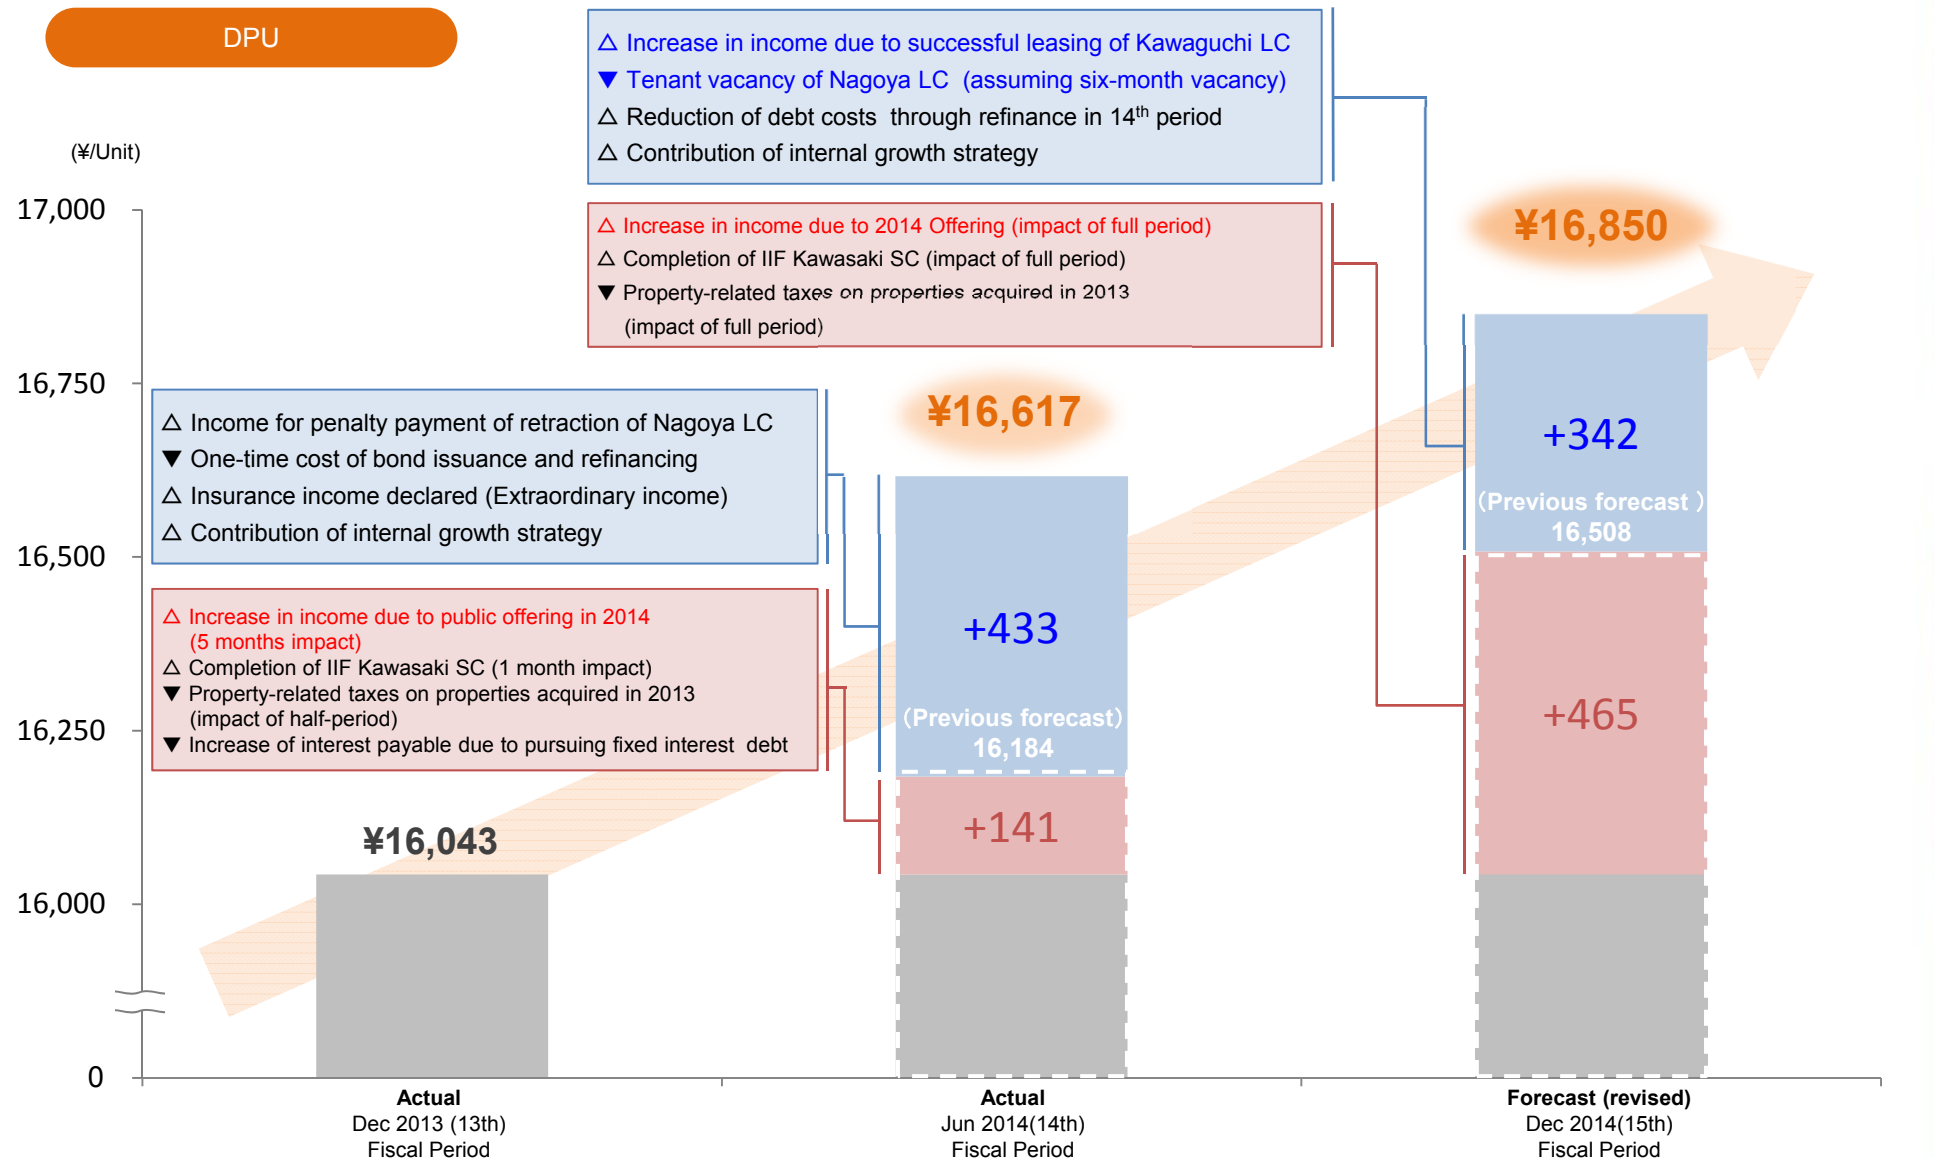 DPU
△ Increase in income due to successful leasing of Kawaguchi LC
▼ Tenant vacancy of Nagoya LC (assuming six-month vacancy)
△ Reduction of debt costs through refinance in 14th period
△ Contribution of internal growth strategy
(¥/Unit)
△ Increase in income due to 2014 Offering (impact of full period)
△ Completion of IIF Kawasaki SC (impact of full period)
▼ Property-related taxes on properties acquired in 2013
(impact of full period)
¥16,850
17,000
16,750
16,500
16,250
16,000
0
△ Income for penalty payment of retraction of Nagoya LC
▼ One-time cost of bond issuance and refinancing
△ Insurance income declared (Extraordinary income)
△ Contribution of internal growth strategy
△ Increase in income due to public offering in 2014
(5 months impact)
△ Completion of IIF Kawasaki SC (1 month impact)
▼ Property-related taxes on properties acquired in 2013
(impact of half-period)
▼ Increase of interest payable due to pursuing fixed interest debt
¥16,043
¥16,617
+433
(Previous forecast)
16,184
+141
+342
(Previous forecast )
16,508
+465
Actual
Dec 2013 (13th)
Fiscal Period
Actual
Jun 2014(14th)
Fiscal Period
Forecast (revised)
Dec 2014(15th)
Fiscal Period